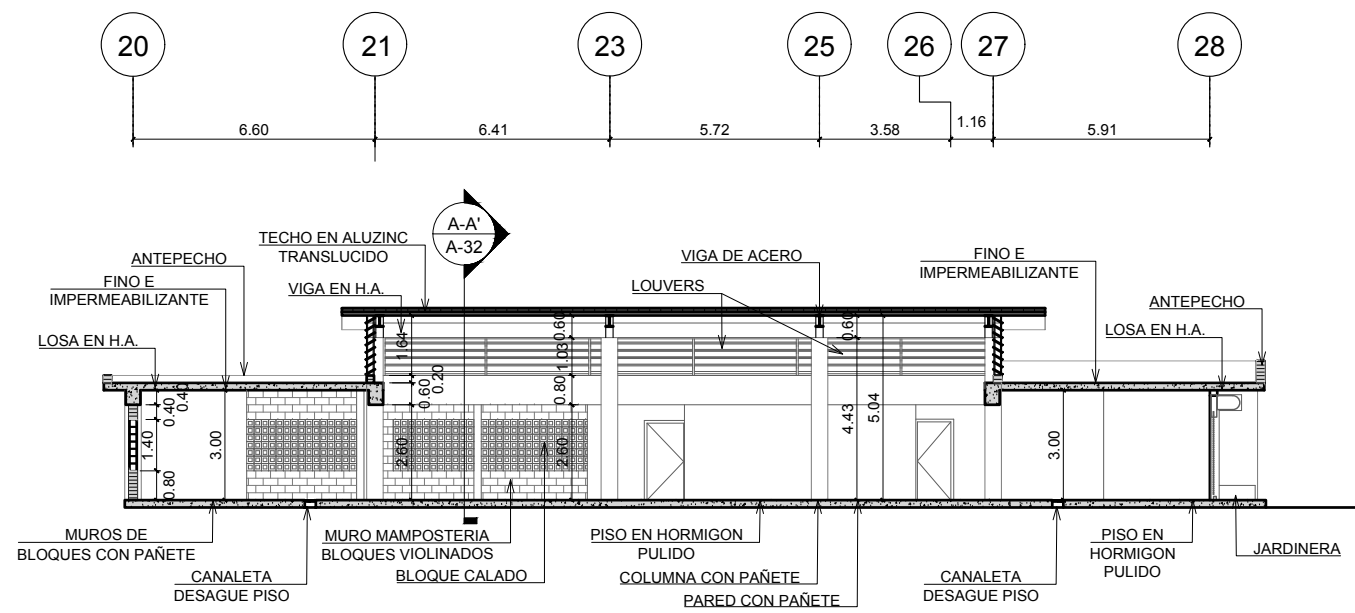 20
21
23
25
26
27
28
6.60
6.41
5.72
3.58
1.16
5.91
A-A'
A-32
TECHO EN ALUZINC
TRANSLUCIDO
ANTEPECHO
FINO E
IMPERMEABILIZANTE
VIGA EN H.A.
LOSA EN H.A.
VIGA DE ACERO
LOUVERS
FINO E
IMPERMEABILIZANTE
ANTEPECHO
LOSA EN H.A.
1.64
0.60
1.03
0.60
0.20
0.60
0.80
0.40
0.40
1.40
0.80
3.00
2.60
2.60
4.43
5.04
3.00
MUROS DE
BLOQUES CON PAÑETE
CANALETA
DESAGUE PISO
MURO MAMPOSTERIA
BLOQUES VIOLINADOS
BLOQUE CALADO
PISO EN HORMIGON
PULIDO
COLUMNA CON PAÑETE
PARED CON PAÑETE
CANALETA
DESAGUE PISO
PISO EN
HORMIGON
PULIDO
JARDINERA